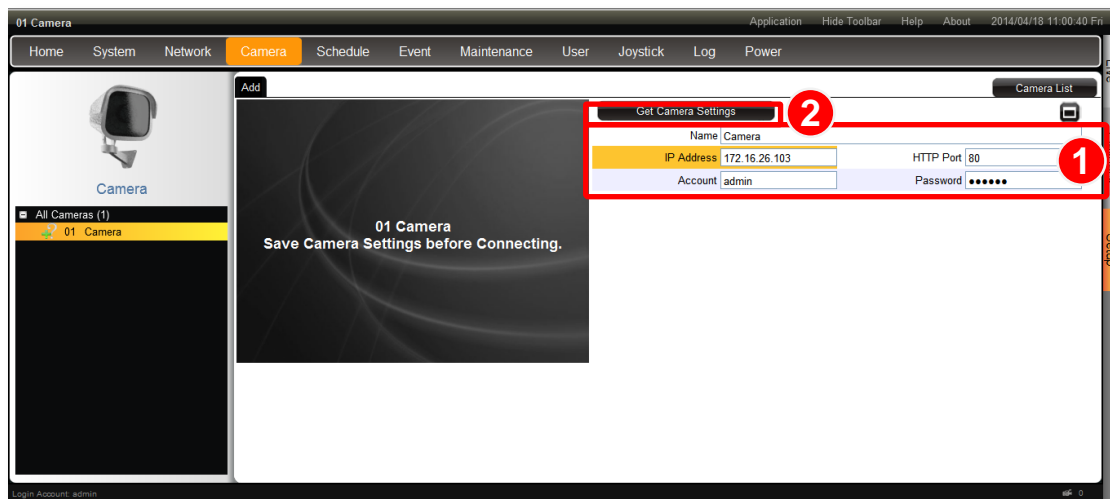 01 Camera
Application Hide Toolbar Help About 2014/04/18 11:00:40 Fri
Home System Network Camera Schedule Event Maintenance User Joystick Log Power
Add
Camera List
Get Camera Settings
2
Name Camera
IP Address 172.16.26.103 HTTP Port 80
1
Account admin Password ●●●●●●
Camera
All Cameras (1)
01 Camera
01 Camera
Save Camera Settings before Connecting.
Login Account: admin
0